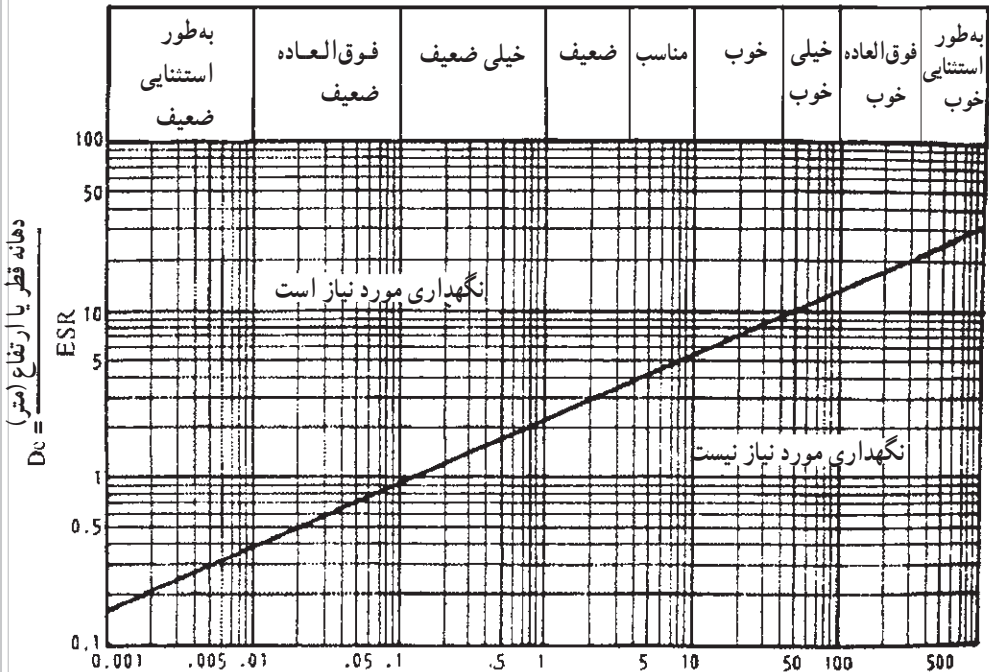 به‌طور
استثنایی
ضعیف
فوق‌العاده
ضعیف
خیلی ضعیف
ضعیف
مناسب
خوب
خیلی
خوب
فوق‌العاده
خوب
به‌طور
استثنایی
خوب
100
50
10
5
1
0.5
0.1
Dc = دهانه قطر یا ارتفاع (متر)
ESR
نگهداری مورد نیاز است
نگهداری مورد نیاز نیست
0.001 .005 .01 .05 .1 .5 1 5 10 50 100 500